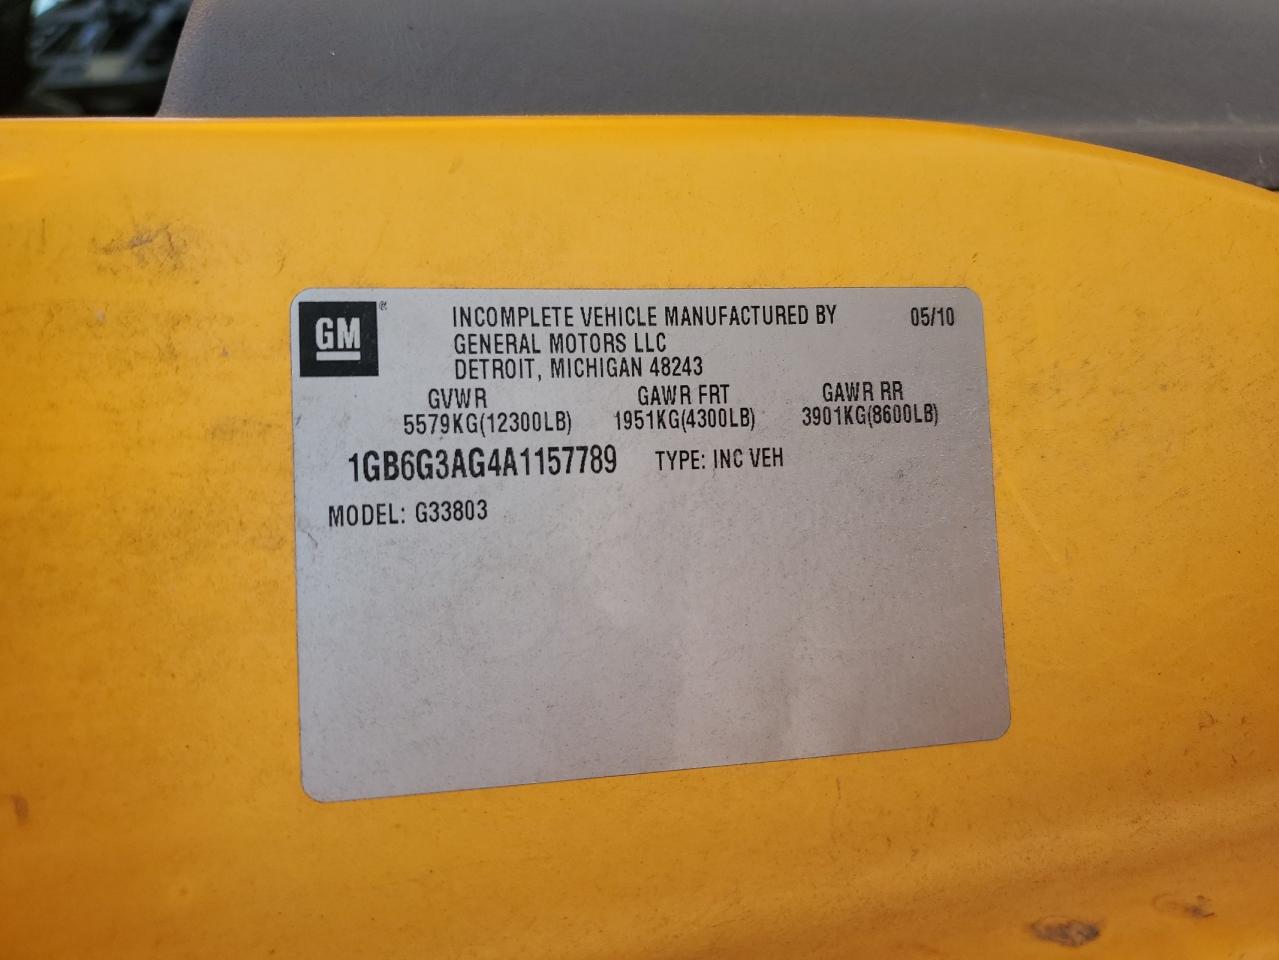 GM ®
INCOMPLETE VEHICLE MANUFACTURED BY 05/10
GENERAL MOTORS LLC
DETROIT, MICHIGAN 48243
GVWR GAWR FRT GAWR RR
5579KG(12300LB) 1951KG(4300LB) 3901KG(8600LB)
1GB6G3AG4A1157789 TYPE: INC VEH
MODEL: G33803